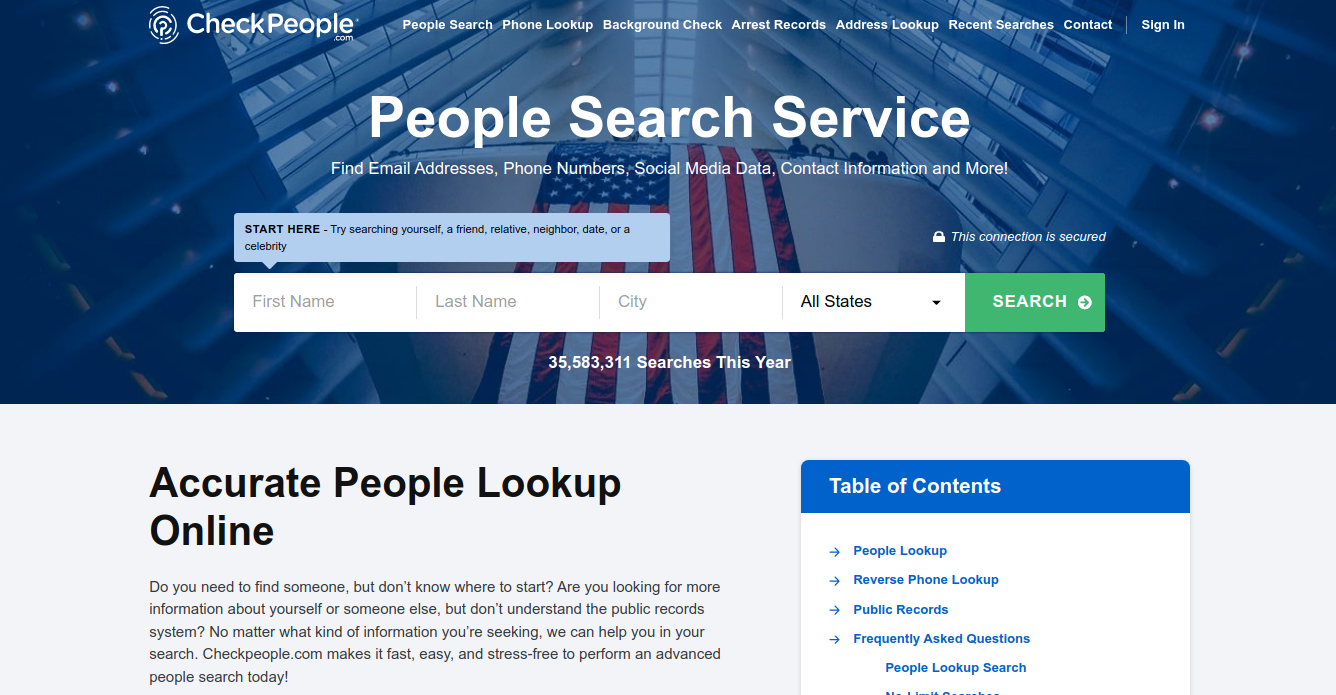 CheckPeople
.com
People Search Phone Lookup Background Check Arrest Records Address Lookup Recent Searches Contact Sign In
People Search Service
Find Email Addresses, Phone Numbers, Social Media Data, Contact Information and More!
START HERE - Try searching yourself, a friend, relative, neighbor, date, or a
celebrity
This connection is secured
First Name Last Name City All States SEARCH
35,583,311 Searches This Year
Accurate People Lookup
Online
Do you need to find someone, but don’t know where to start? Are you looking for more
information about yourself or someone else, but don’t understand the public records
system? No matter what kind of information you’re seeking, we can help you in your
search. Checkpeople.com makes it fast, easy, and stress-free to perform an advanced
people search today!
Table of Contents
People Lookup
Reverse Phone Lookup
Public Records
Frequently Asked Questions
People Lookup Search
No-Limit Searches